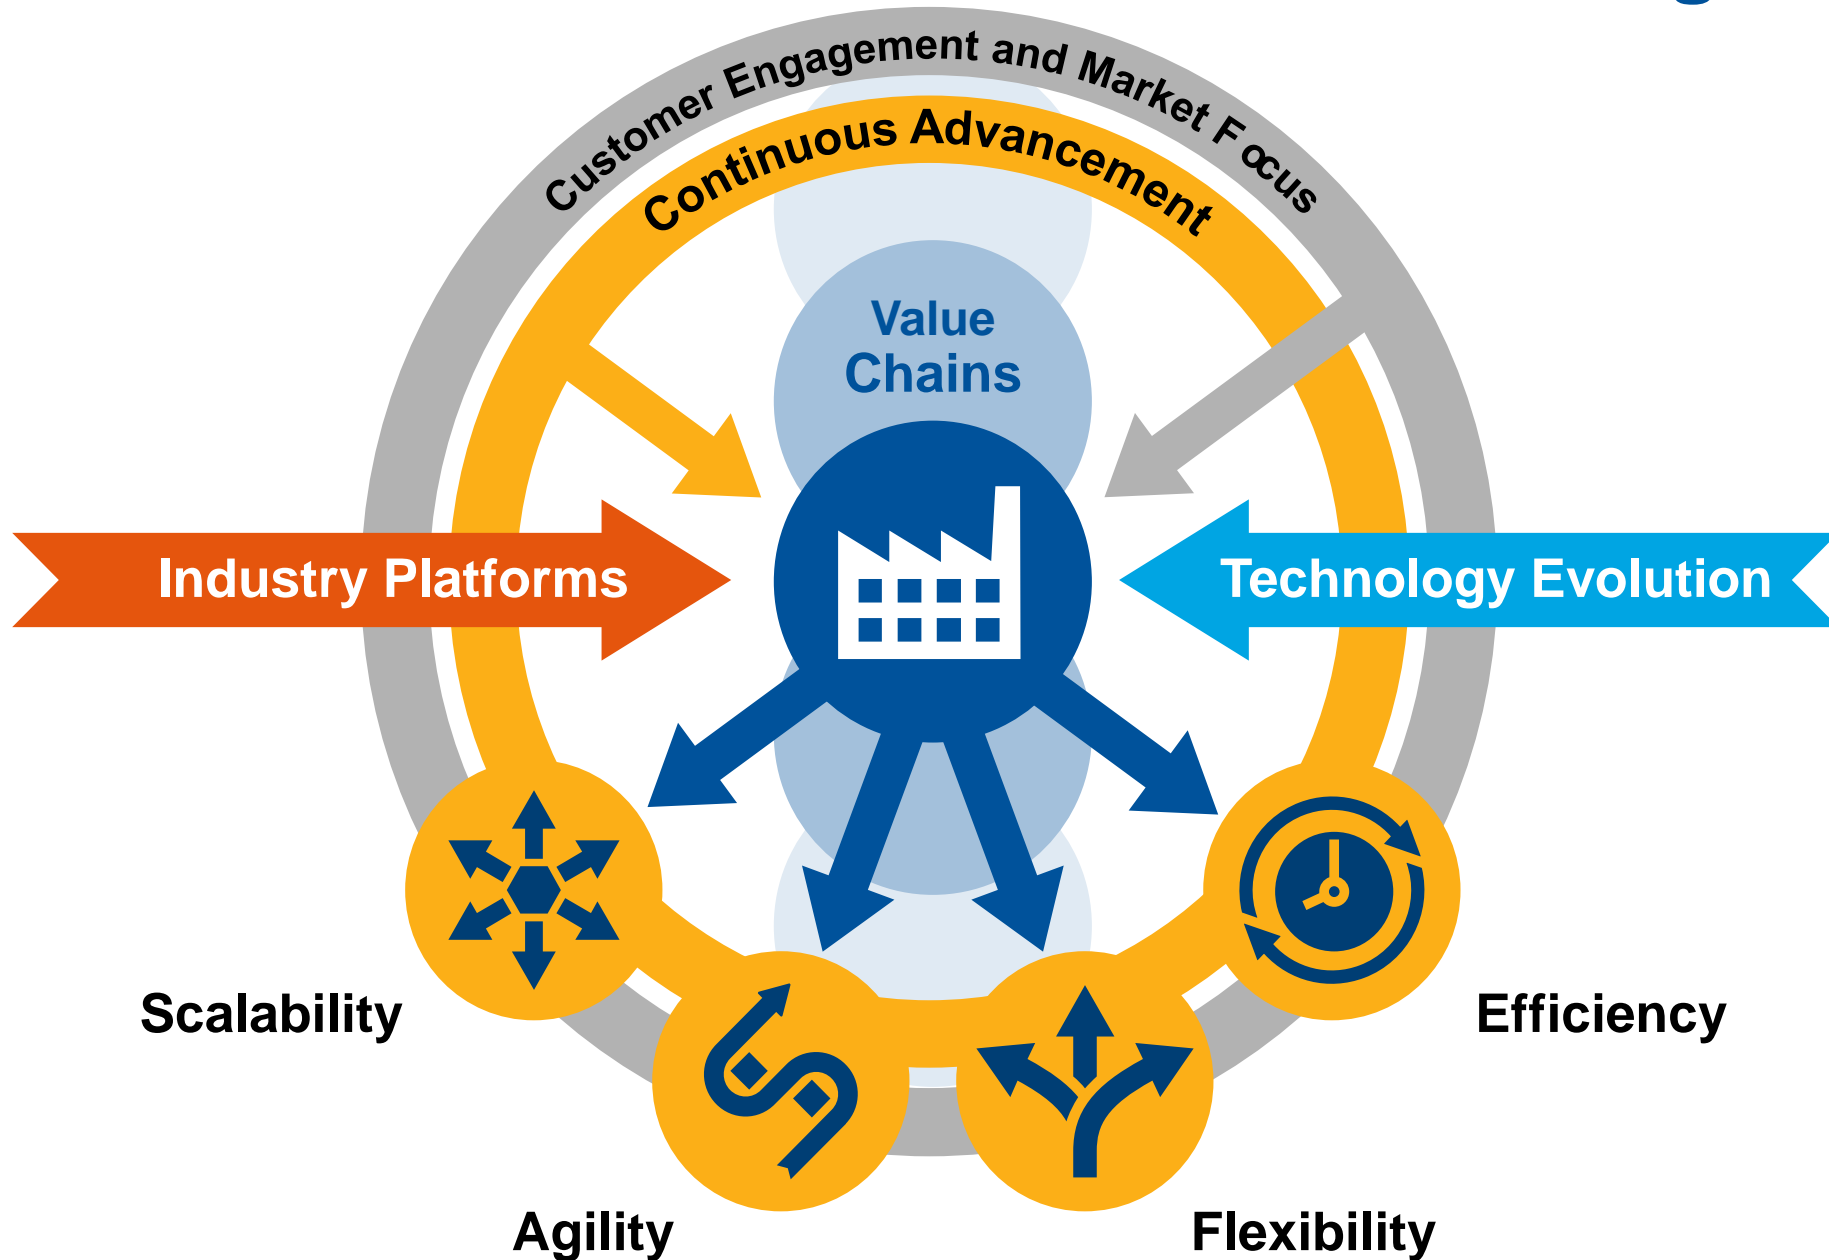 Customer Engagement and Market Focus
Continuous Advancement
Value
Chains
Industry Platforms
Technology Evolution
Scalability
Efficiency
Agility
Flexibility